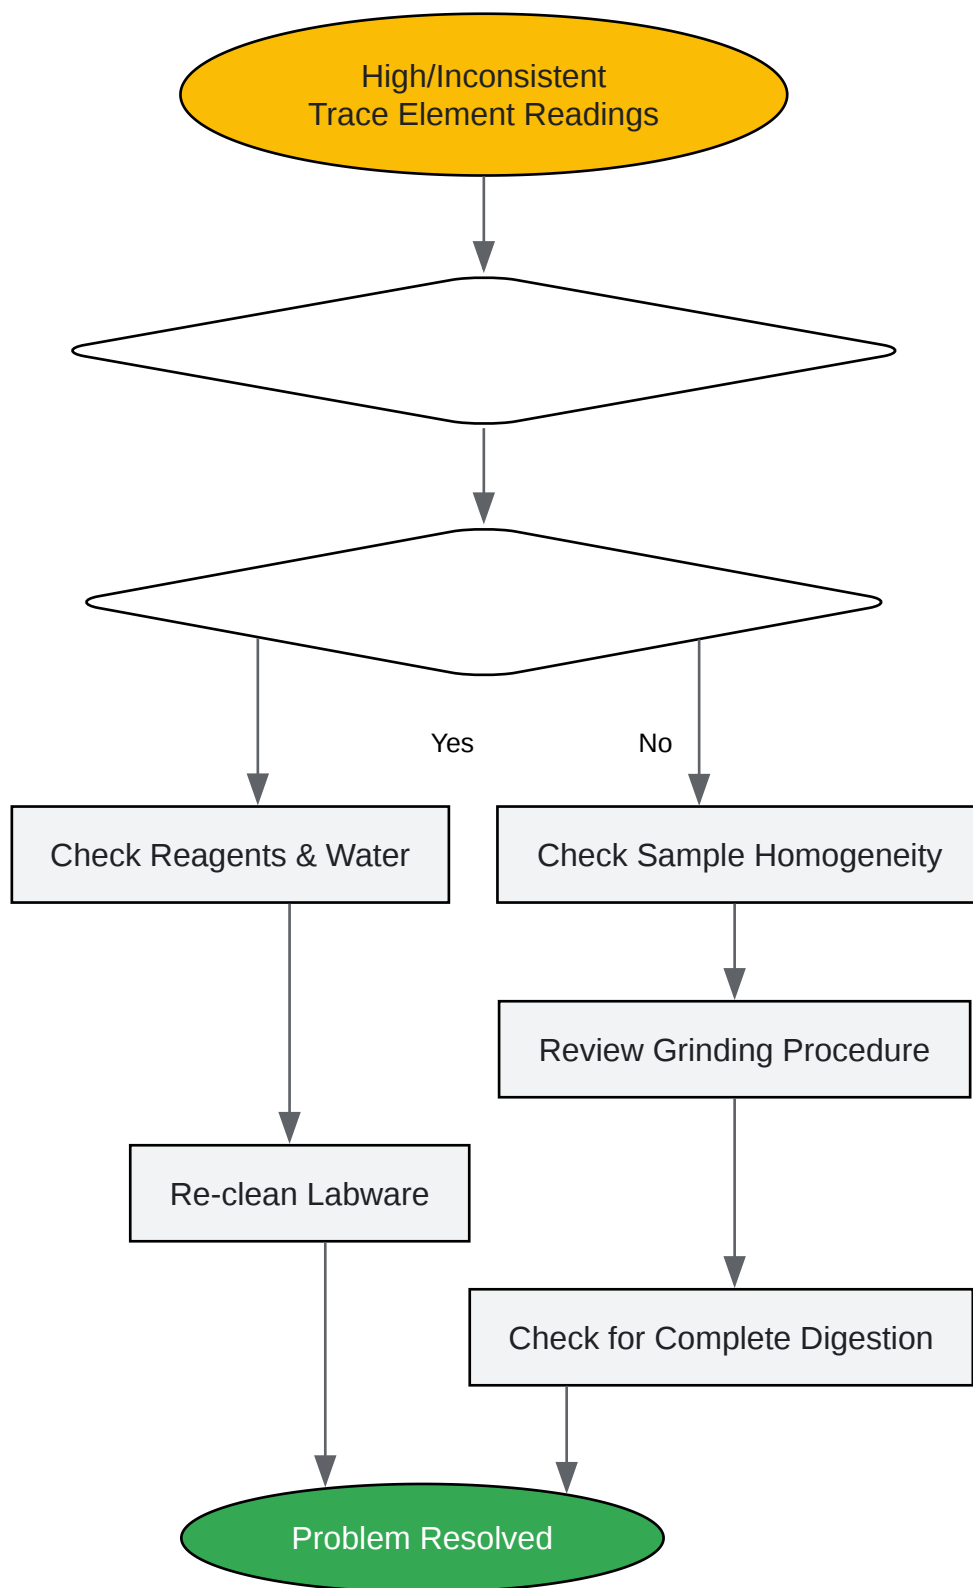 High/Inconsistent
Trace Element Readings
Yes
No
Check Reagents & Water
Check Sample Homogeneity
Review Grinding Procedure
Re-clean Labware
Check for Complete Digestion
Problem Resolved